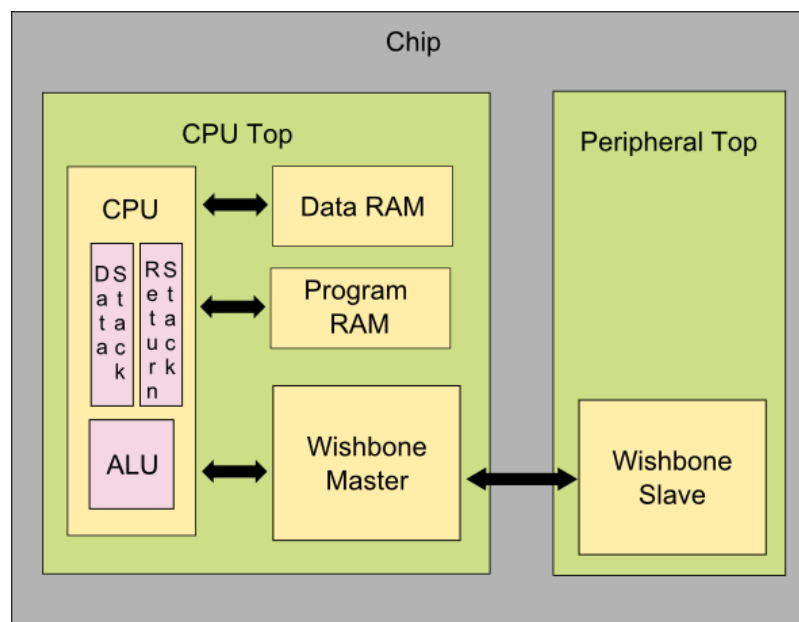 Chip
CPU Top
Peripheral Top
CPU
Data RAM
Data Stack
Return Stack
Program
RAM
ALU
Wishbone
Master
Wishbone
Slave